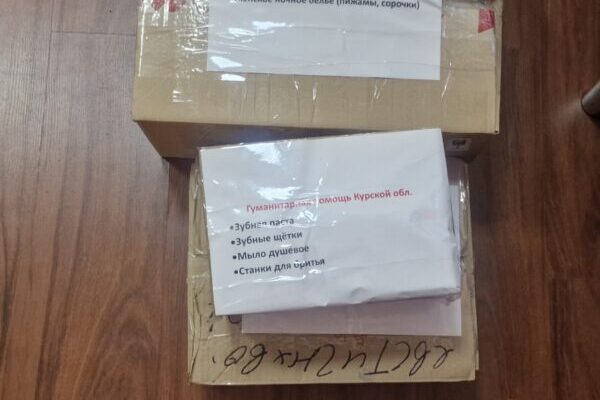 ночное белье (пижамы, сорочки)
Гуманитарная помощь Курской обл.
•Зубная паста
•Зубные щётки
•Мыло душевое
•Станки для бритья